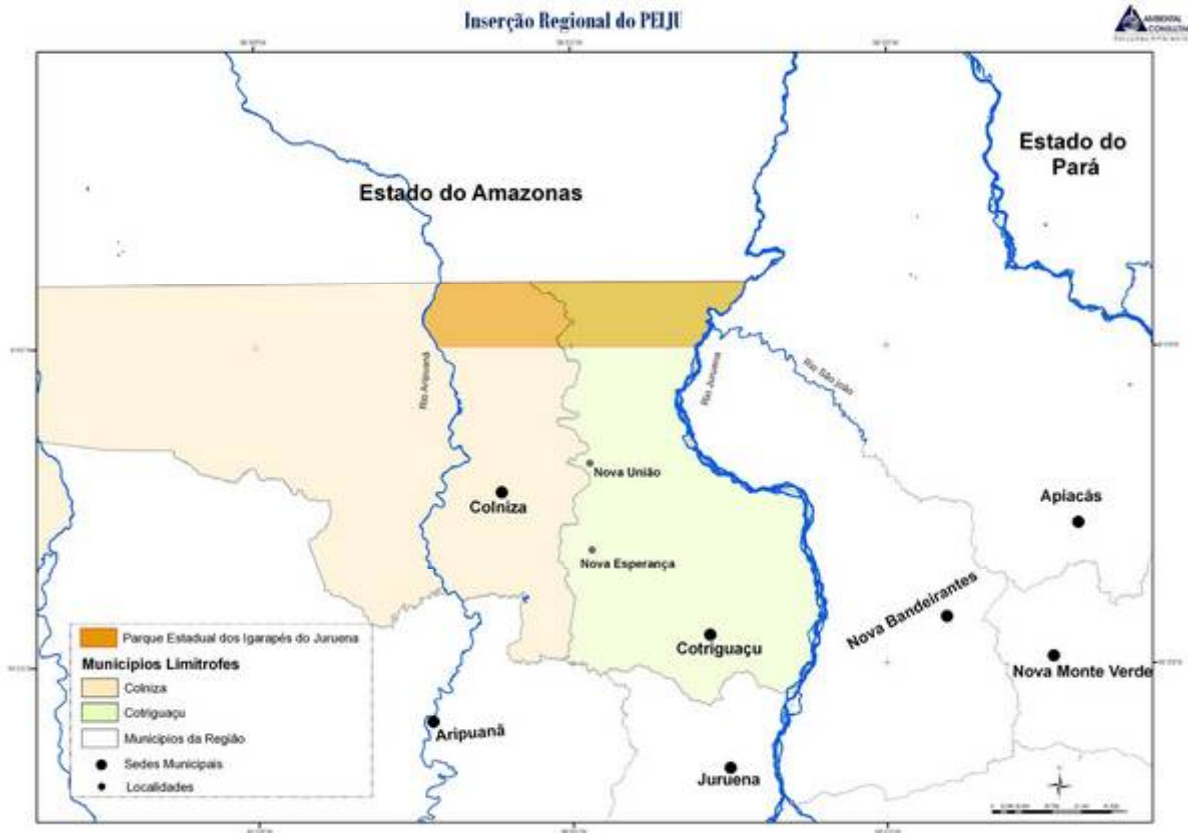 Inserção Regional do PEIJU
AMBIENTAL
CONSULTING
Estado do
Pará
Estado do Amazonas
Rio Aripuanã
Rio Juruena
Rio São João
Nova União
Colniza
Apiacás
Nova Esperança
Nova Bandeirantes
Cotriguaçu
Nova Monte Verde
Aripuanã
Juruena
Parque Estadual dos Igarapés do Juruena
Municípios Limítrofes
Colniza
Cotriguaçu
Municípios da Região
Sedes Municipais
Localidades